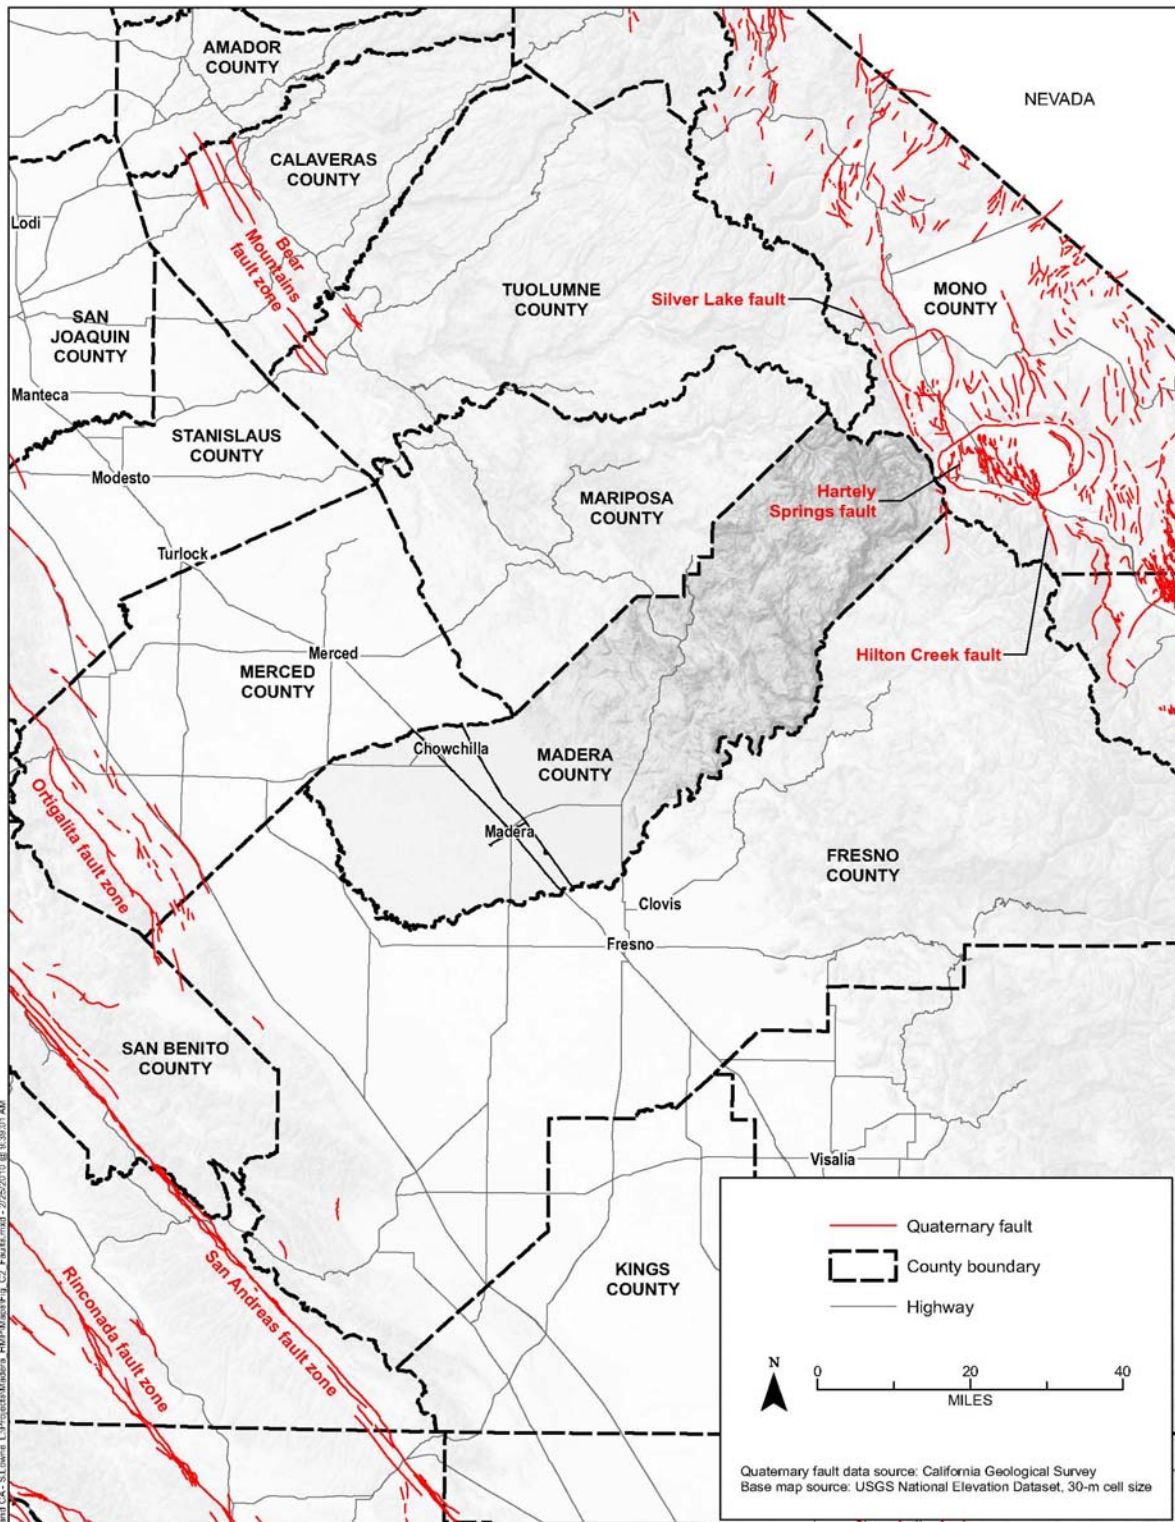 AMADOR
COUNTY
NEVADA
CALAVERAS
COUNTY
Lodi
Bear
Mountains
fault zone
TUOLUMNE
COUNTY
Silver Lake fault
MONO
COUNTY
SAN
JOAQUIN
COUNTY
Manteca
STANISLAUS
COUNTY
Modesto
MARIPOSA
COUNTY
Hartely
Springs fault
Turlock
Merced
MERCED
COUNTY
Hilton Creek fault
Chowchilla
MADERA
COUNTY
Ortigalita fault zone
Madera
FRESNO
COUNTY
Clovis
Fresno
SAN BENITO
COUNTY
Visalia
KINGS
COUNTY
San Andreas fault zone
Rinconada fault zone
Quaternary fault
County boundary
Highway
N
0 20 40
MILES
Quaternary fault data source: California Geological Survey
Base map source: USGS National Elevation Dataset, 30-m cell size